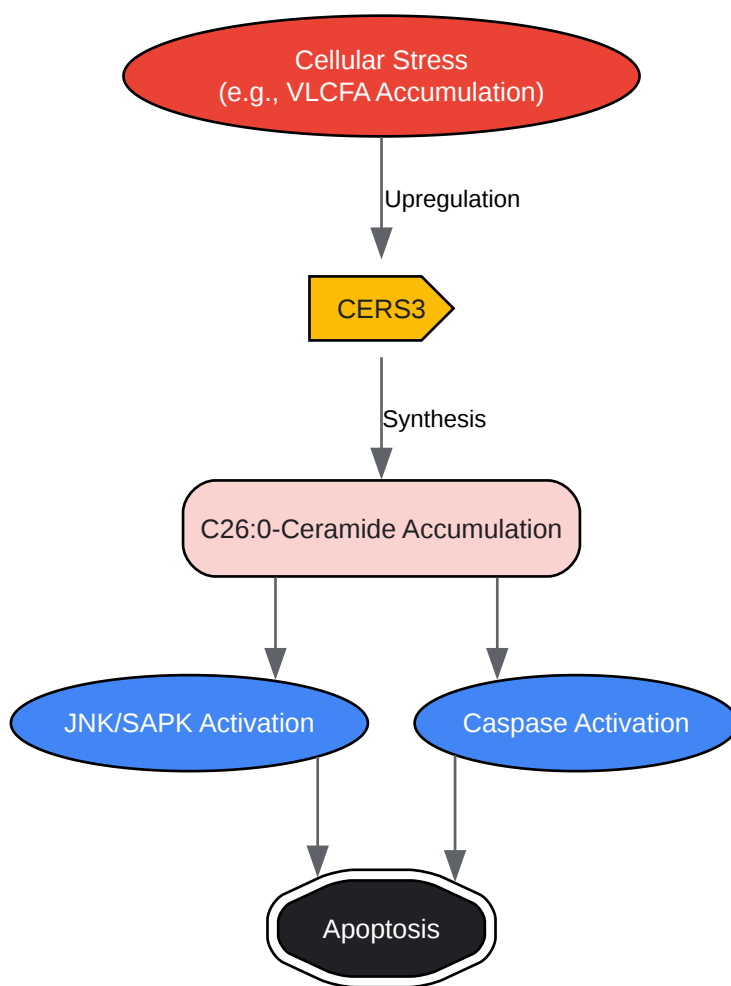 Cellular Stress
(e.g., VLCFA Accumulation)
Upregulation
CERS3
Synthesis
C26:0-Ceramide Accumulation
JNK/SAPK Activation
Caspase Activation
Apoptosis